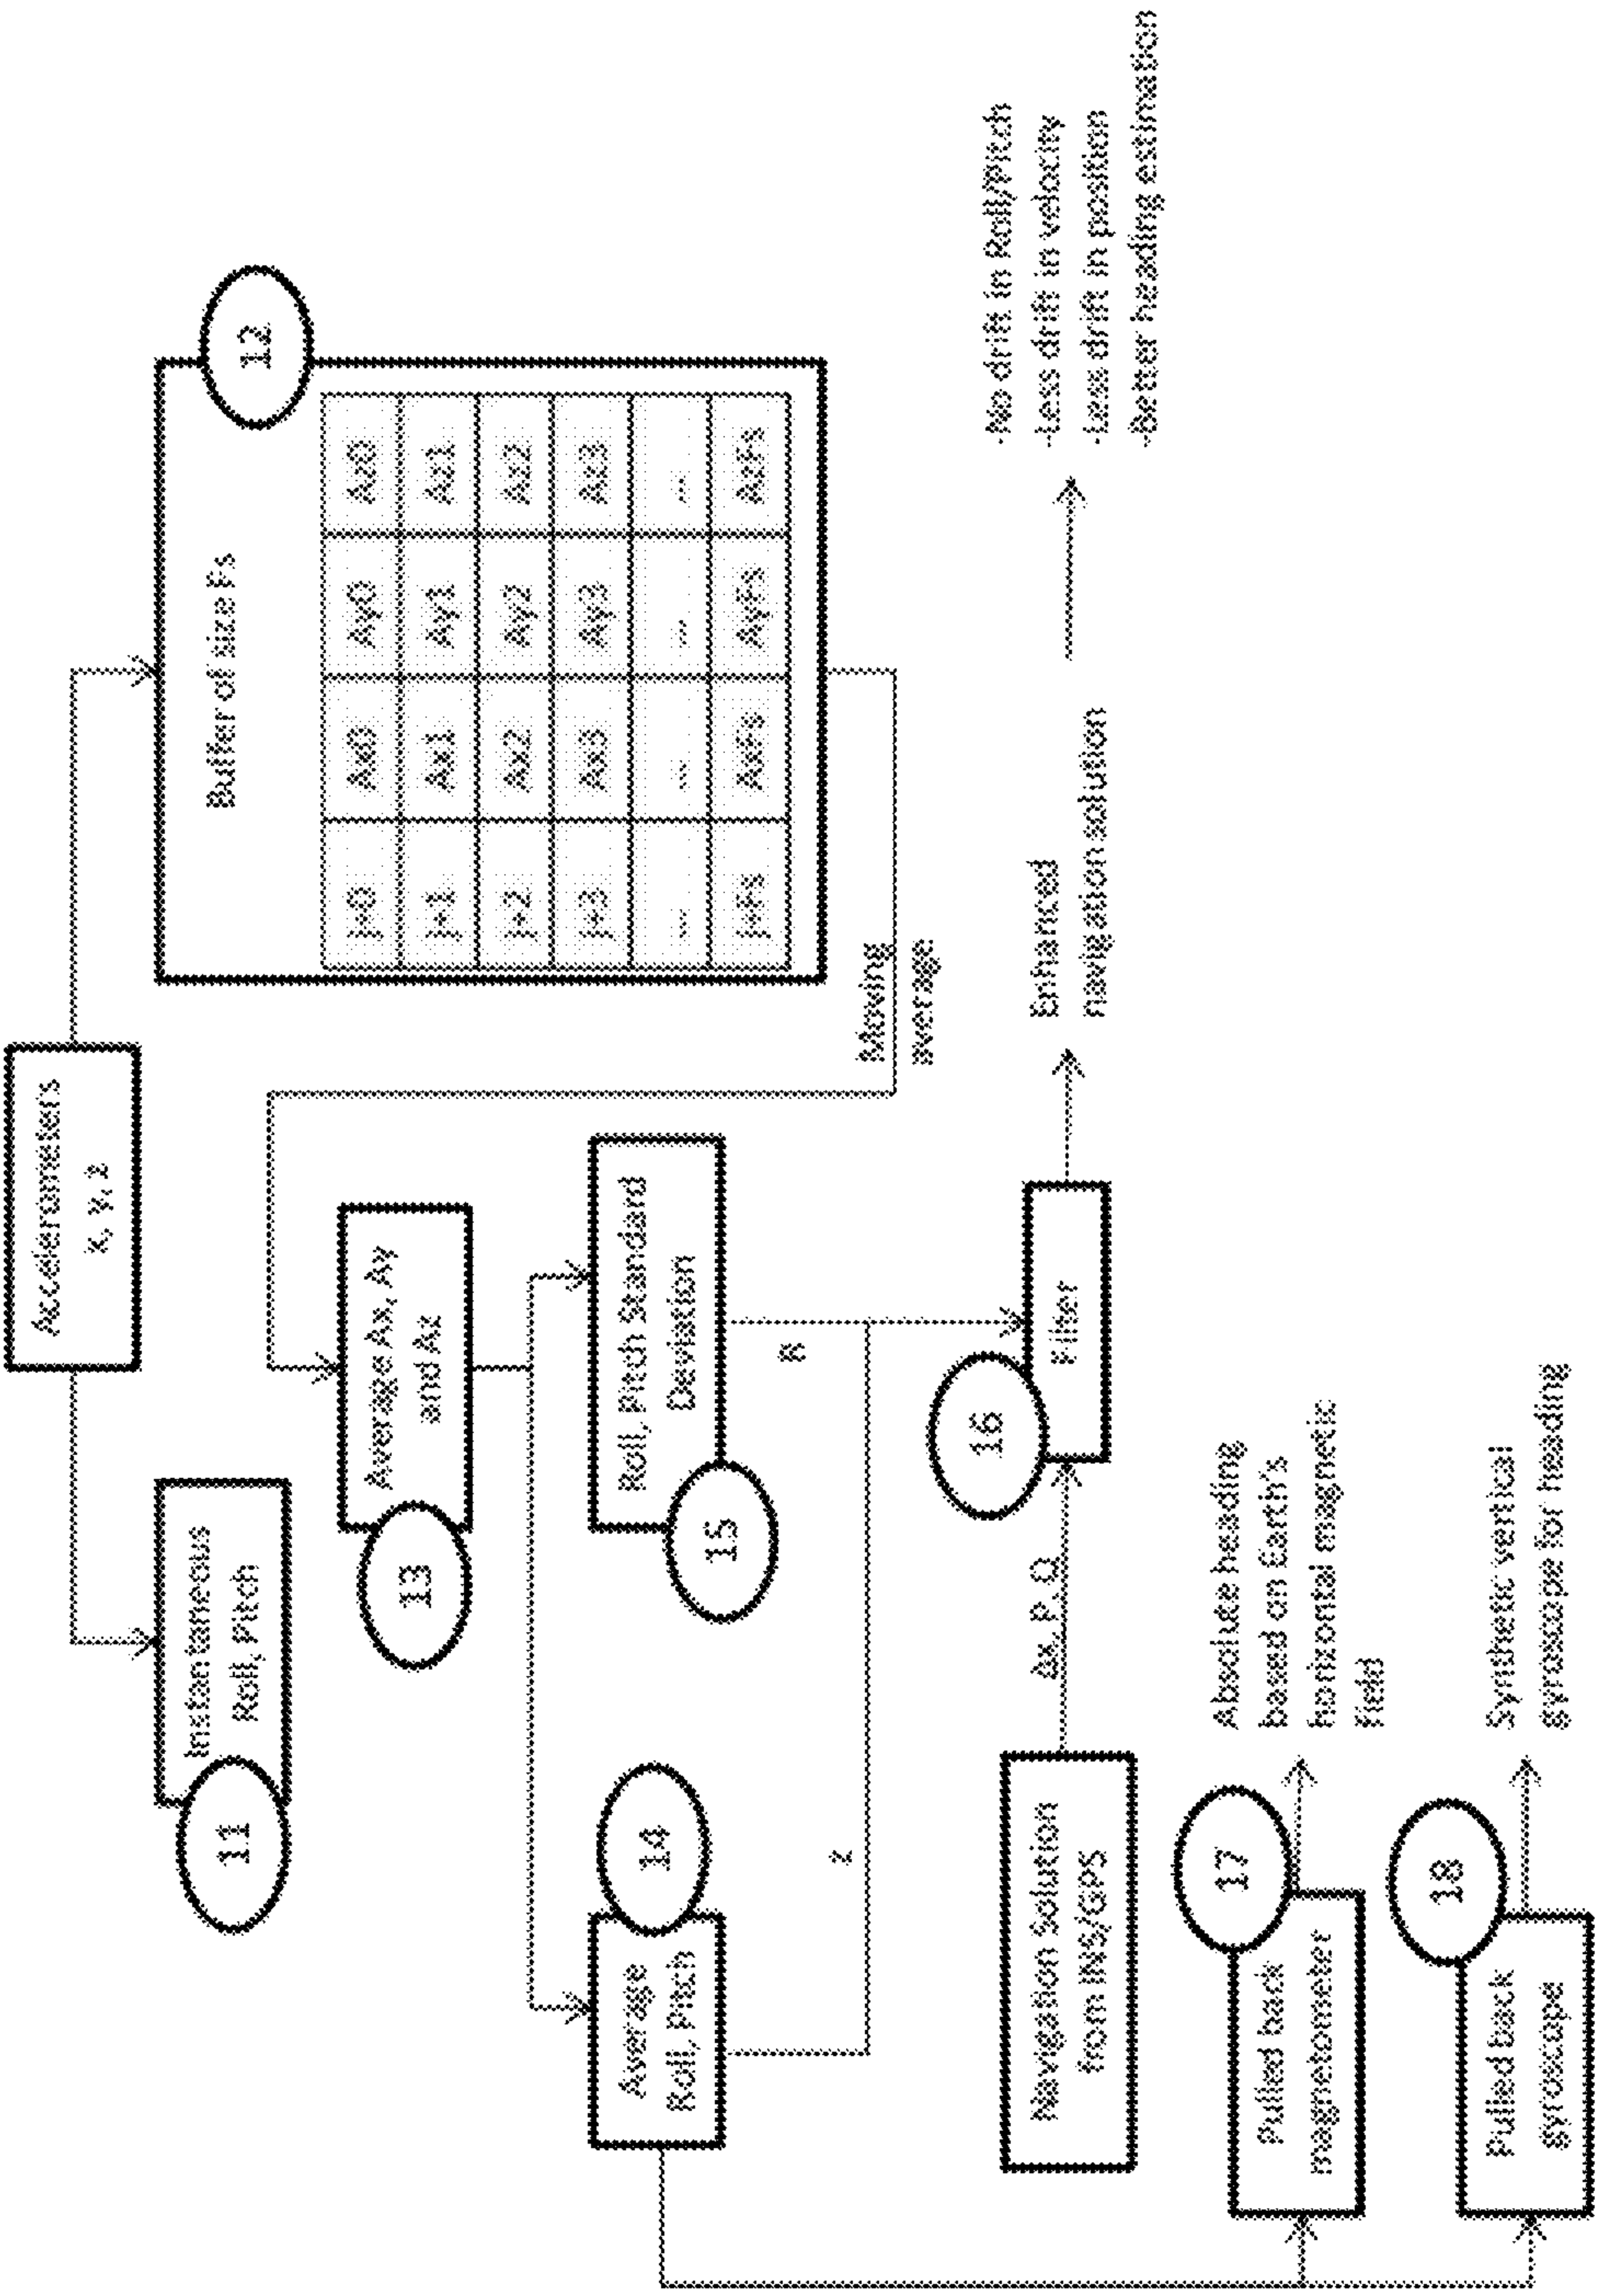 Accelerometers
x, y, z
11
Instantaneous
Roll, Pitch
12
Buffer of size Fs
j=0 Ax0 Ay0 Az0
j+1 Ax1 Ay1 Az1
j+2 Ax2 Ay2 Az2
j+3 Ax3 Ay3 Az3
... ... ... ...
j+Fs AxFs AyFs AzFs
Moving
average
13
Average Ax, Ay
and Az
14
Average
Roll, Pitch
15
Roll, Pitch Standard
Deviation
z
R
Navigation Solution
from INS/GPS
Δx, P, Q
16
Filter
Enhanced
navigation solution
-No drift in Roll/Pitch
-Less drift in velocity
-Less drift in position
-better heading estimation
17
Pulled back
magnetometer
Absolute heading
based on Earth's
horizontal magnetic
field
18
Pulled back
gyroscope
Synthetic vertical
gyroscope for heading